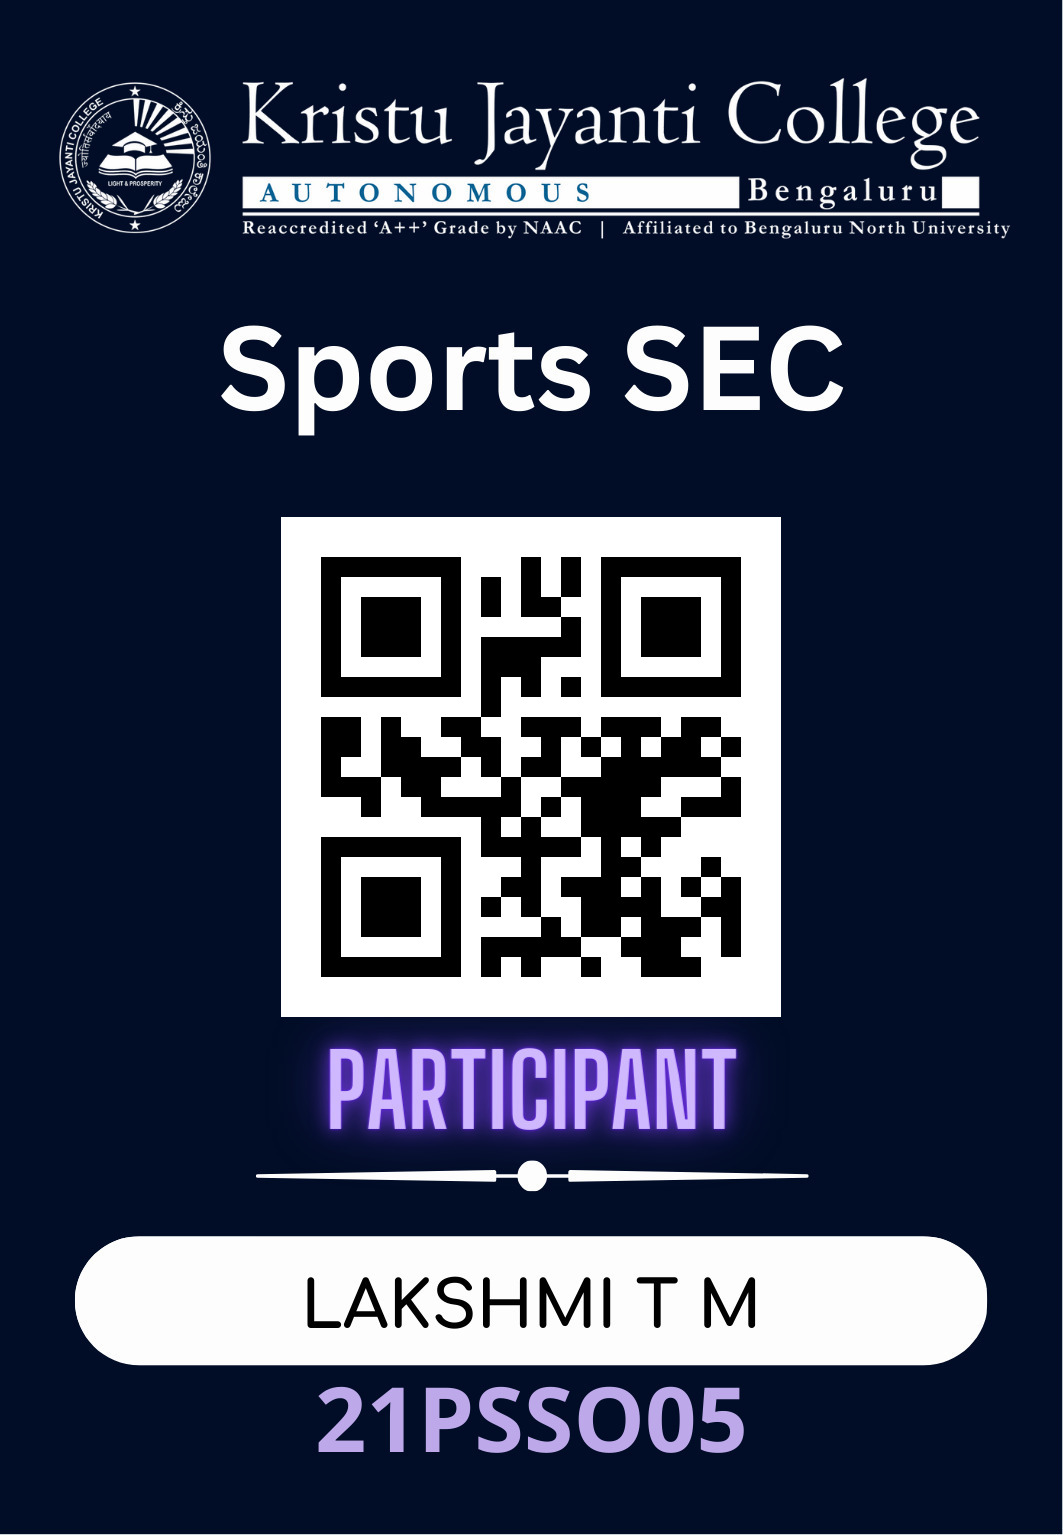 KRISTU JAYANTI COLLEGE
ಕ್ರಿಸ್ತು ಜಯಂತಿ ಕಾಲೇಜು
LIGHT & PROSPERITY
Kristu Jayanti College
AUTONOMOUS Bengaluru
Reaccredited ‘A++’ Grade by NAAC | Affiliated to Bengaluru North University
Sports SEC
PARTICIPANT
LAKSHMI T M
21PSSO05